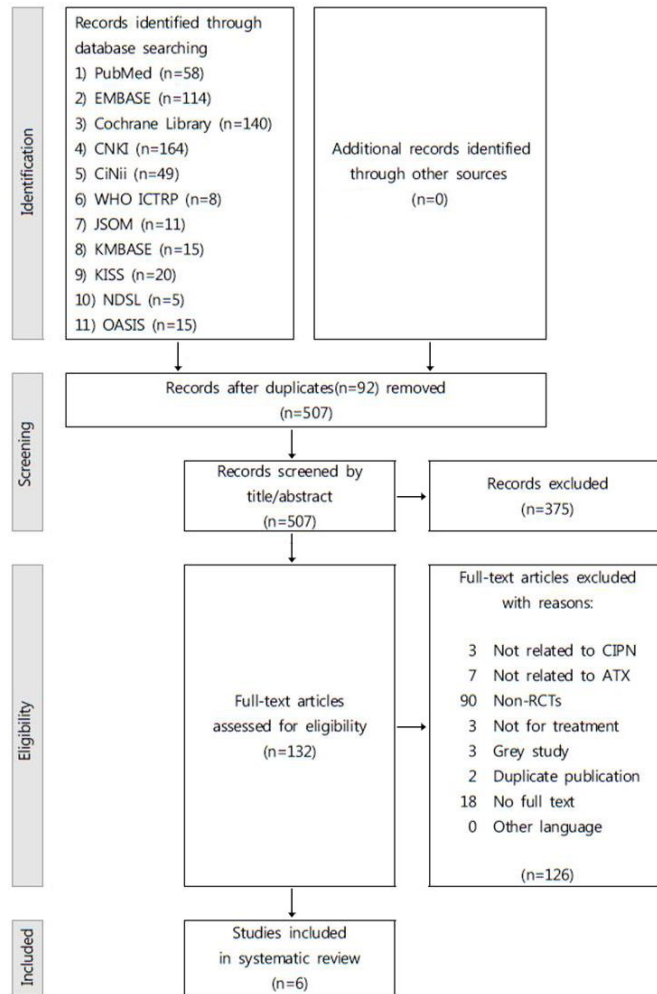 Identification
Records identified through
database searching
1) PubMed (n=58)
2) EMBASE (n=114)
3) Cochrane Library (n=140)
4) CNKI (n=164)
5) CiNii (n=49)
6) WHO ICTRP (n=8)
7) JSOM (n=11)
8) KMBASE (n=15)
9) KISS (n=20)
10) NDSL (n=5)
11) OASIS (n=15)
Additional records identified
through other sources
(n=0)
Screening
Records after duplicates(n=92) removed
(n=507)
Records screened by
title/abstract
(n=507)
Records excluded
(n=375)
Eligibility
Full-text articles
assessed for eligibility
(n=132)
Full-text articles excluded
with reasons:
3 Not related to CIPN
7 Not related to ATX
90 Non-RCTs
3 Not for treatment
3 Grey study
2 Duplicate publication
18 No full text
0 Other language
(n=126)
Included
Studies included
in systematic review
(n=6)